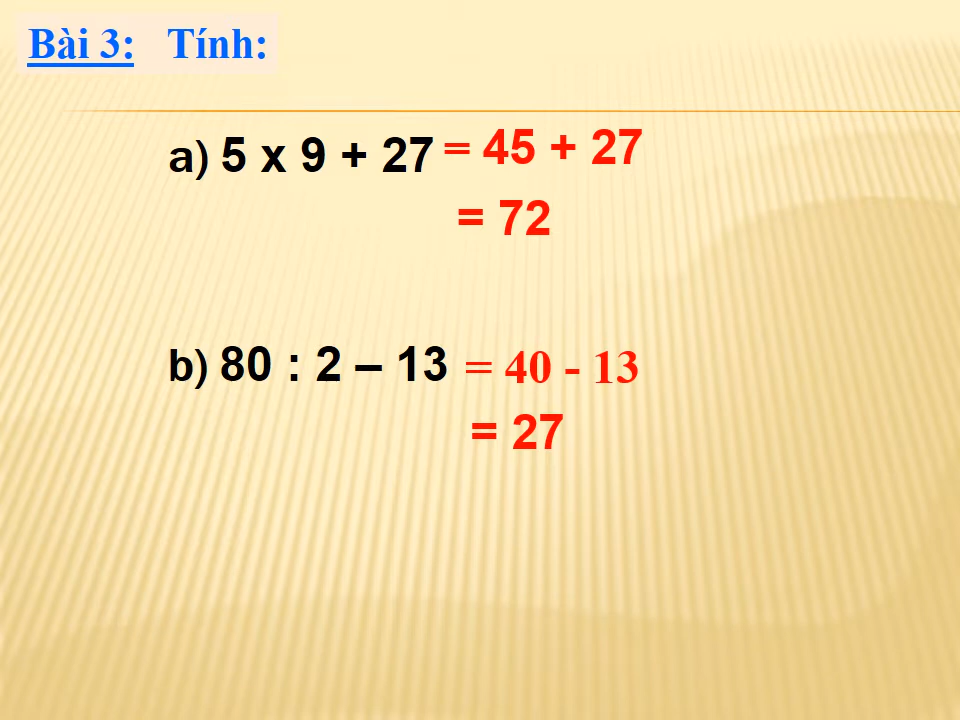 Bài 3: Tính:
a) 5 x 9 + 27 = 45 + 27
= 72
b) 80 : 2 – 13 = 40 - 13
= 27